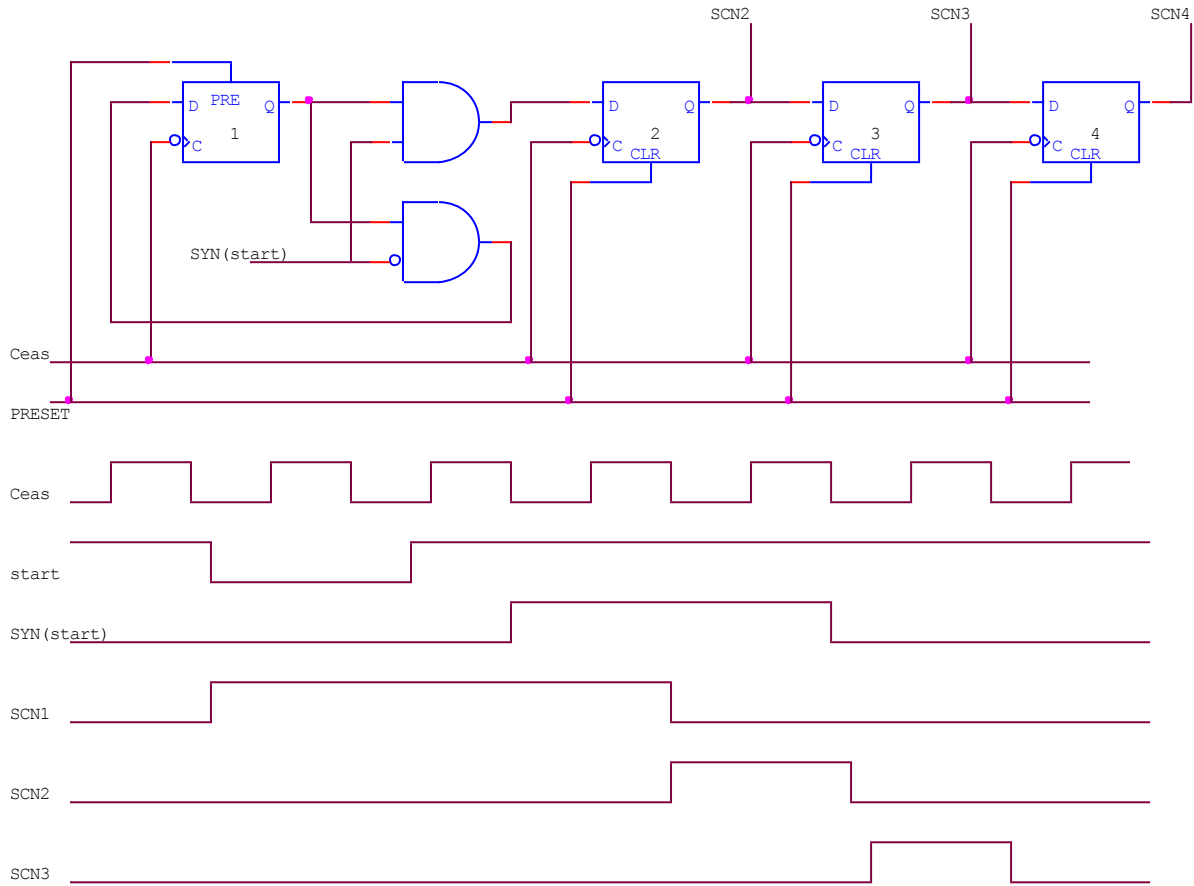 SCN2 SCN3 SCN4
PRE
D Q
1
C
D Q
2
C
CLR
D Q
3
C
CLR
D Q
4
C
CLR
SYN(start)
Ceas
PRESET
Ceas
start
SYN(start)
SCN1
SCN2
SCN3